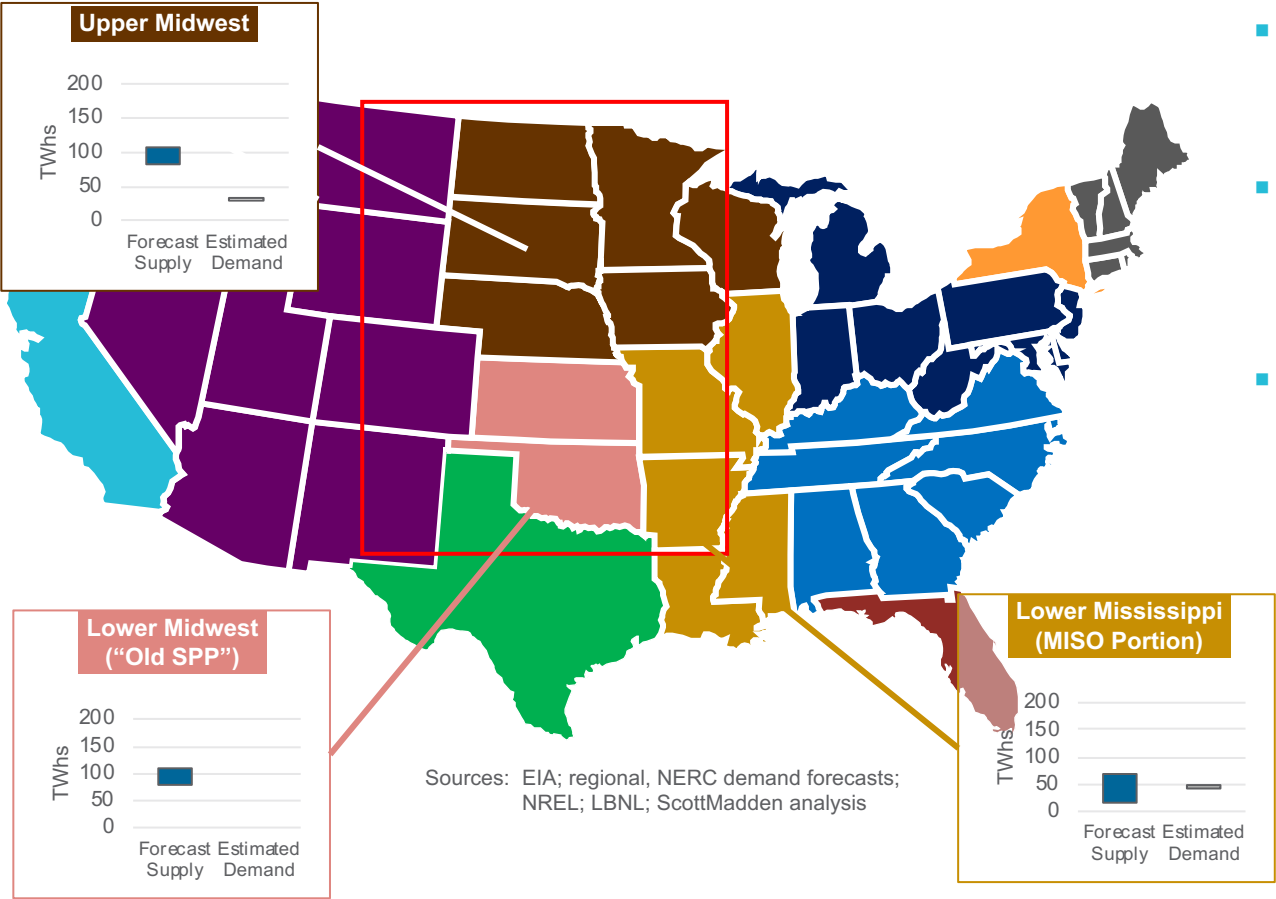 Upper Midwest
200
150
100
50
0
TWhs
Forecast Estimated
Supply Demand
Lower Midwest
(“Old SPP”)
200
150
100
50
0
TWhs
Forecast Estimated
Supply Demand
Sources: EIA; regional, NERC demand forecasts;
NREL; LBNL; ScottMadden analysis
Lower Mississippi
(MISO Portion)
200
150
100
50
0
TWhs
Forecast Estimated
Supply Demand